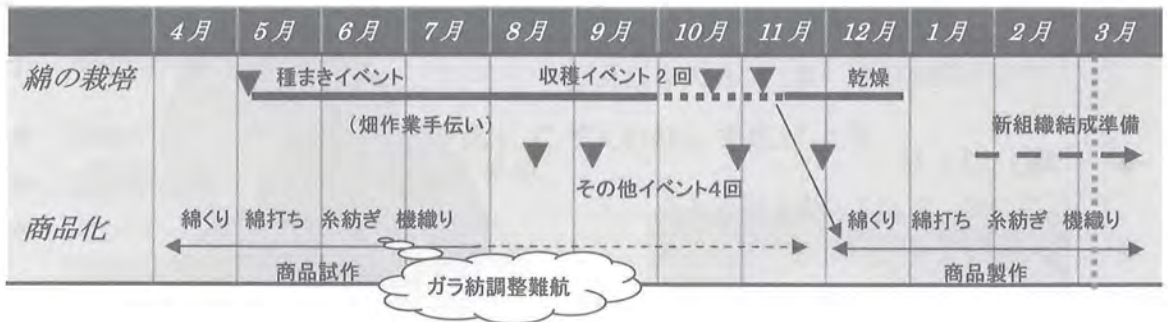 4月 5月 6月 7月 8月 9月 10月 11月 12月 1月 2月 3月
綿の栽培 種まきイベント 収穫イベント2回 乾燥
(畑作業手伝い) 新組織結成準備
その他イベント4回
商品化 綿くり 綿打ち 糸紡ぎ 機織り 綿くり 綿打ち 糸紡ぎ 機織り
商品試作 商品製作
ガラ紡調整難航